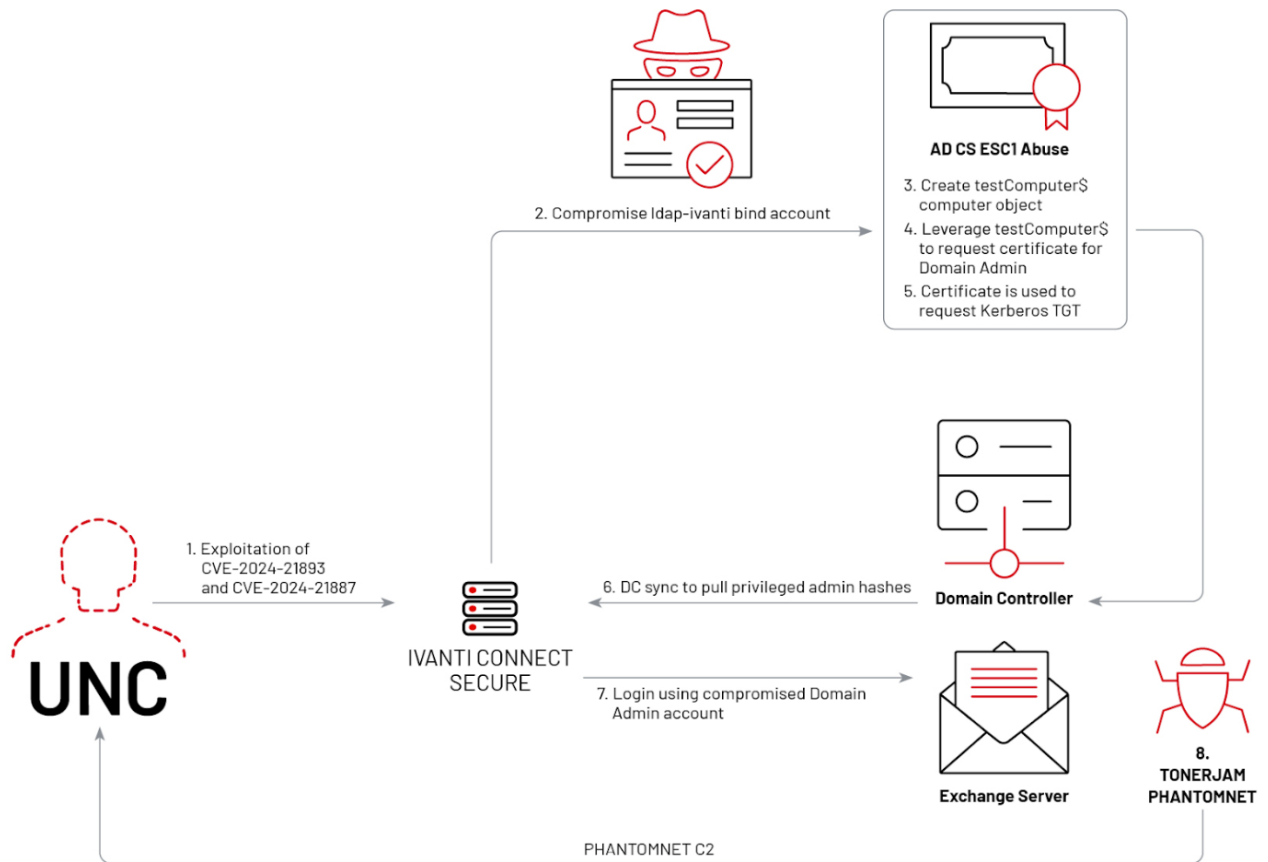 AD CS ESC1 Abuse
3. Create testComputer$
computer object
4. Leverage testComputer$
to request certificate for
Domain Admin
5. Certificate is used to
request Kerberos TGT
2. Compromise ldap-ivanti bind account
1. Exploitation of
CVE-2024-21893
and CVE-2024-21887
UNC
IVANTI CONNECT
SECURE
6. DC sync to pull privileged admin hashes
Domain Controller
7. Login using compromised Domain
Admin account
Exchange Server
8.
TONERJAM
PHANTOMNET
PHANTOMNET C2